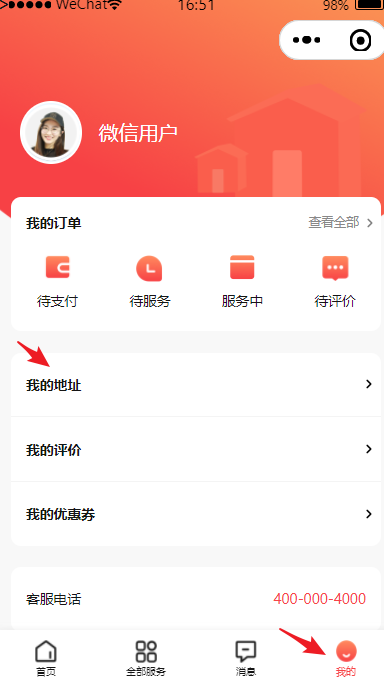 WeChat 16:51 98%
微信用户
我的订单 查看全部
待支付 待服务 服务中 待评价
我的地址
我的评价
我的优惠券
客服电话 400-000-4000
首页 全部服务 消息 我的